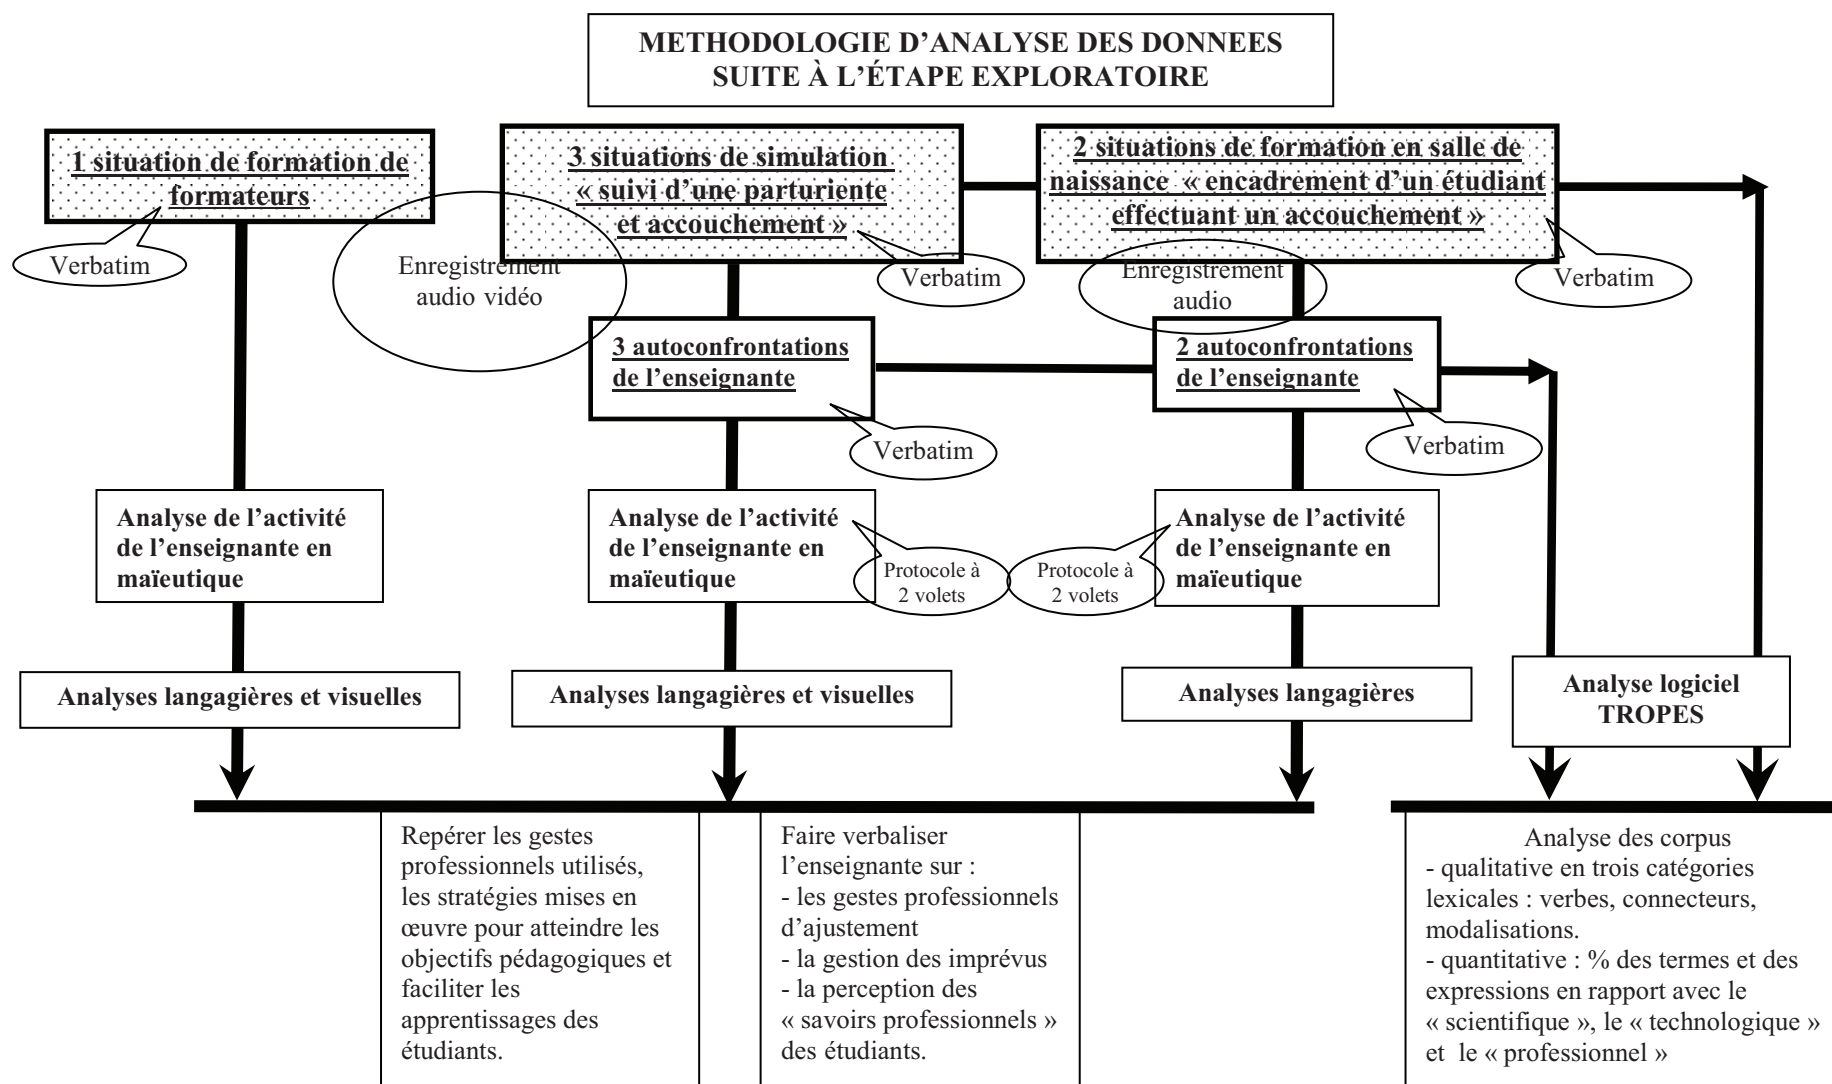 METHODOLOGIE D’ANALYSE DES DONNEES
SUITE À L’ÉTAPE EXPLORATOIRE
1 situation de formation de
formateurs
3 situations de simulation
« suivi d’une parturiente
et accouchement »
2 situations de formation en salle de
naissance « encadrement d’un étudiant
effectuant un accouchement »
Verbatim
Enregistrement
audio vidéo
Verbatim
Enregistrement
audio
Verbatim
3 autoconfrontations
de l’enseignante
2 autoconfrontations
de l’enseignante
Verbatim
Verbatim
Analyse de l’activité
de l’enseignante en
maïeutique
Analyse de l’activité
de l’enseignante en
maïeutique
Protocole à
2 volets
Protocole à
2 volets
Analyse de l’activité
de l’enseignante en
maïeutique
Analyses langagières et visuelles
Analyses langagières et visuelles
Analyses langagières
Analyse logiciel
TROPES
Repérer les gestes
professionnels utilisés,
les stratégies mises en
œuvre pour atteindre les
objectifs pédagogiques et
faciliter les
apprentissages des
étudiants.
Faire verbaliser
l’enseignante sur :
- les gestes professionnels
d’ajustement
- la gestion des imprévus
- la perception des
« savoirs professionnels »
des étudiants.
Analyse des corpus
- qualitative en trois catégories
lexicales : verbes, connecteurs,
modalisations.
- quantitative : % des termes et des
expressions en rapport avec le
« scientifique », le « technologique »
et le « professionnel »